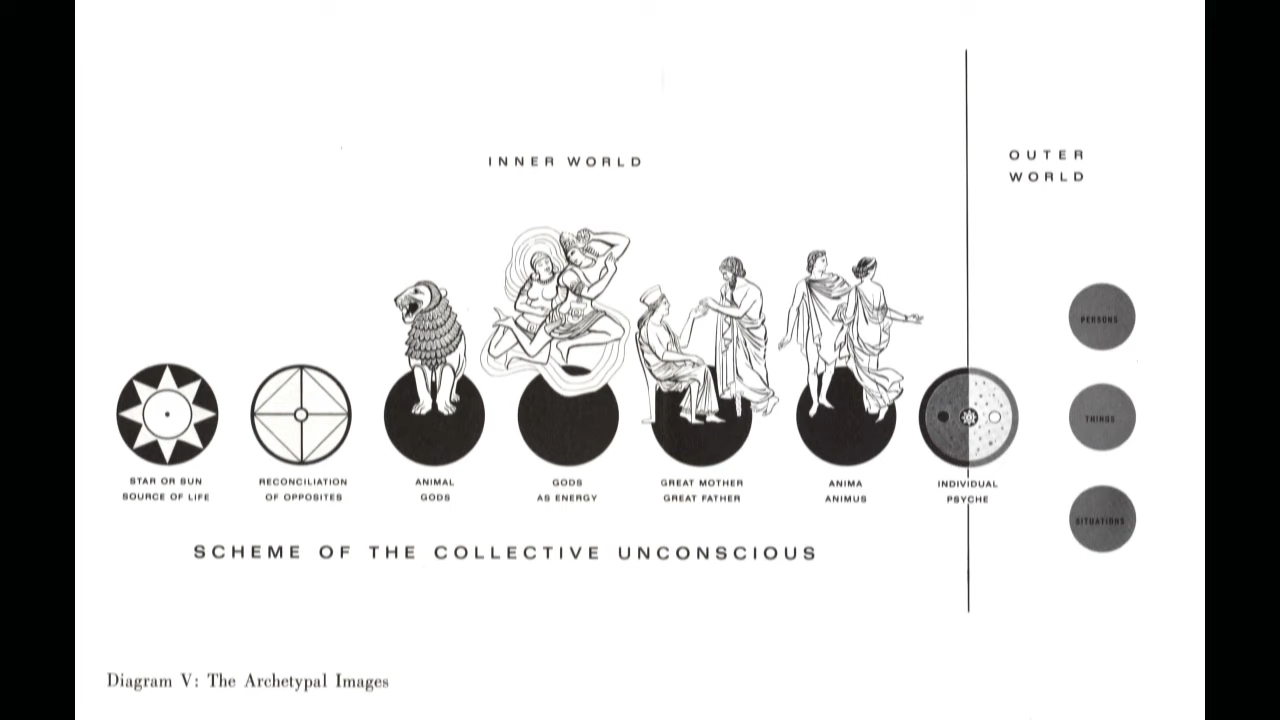 INNER WORLD
OUTER
WORLD
PERSONS
THINGS
SITUATIONS
STAR OR SUN
SOURCE OF LIFE
RECONCILIATION
OF OPPOSITES
ANIMAL
GODS
GODS
AS ENERGY
GREAT MOTHER
GREAT FATHER
ANIMA
ANIMUS
INDIVIDUAL
PSYCHE
SCHEME OF THE COLLECTIVE UNCONSCIOUS
Diagram V: The Archetypal Images